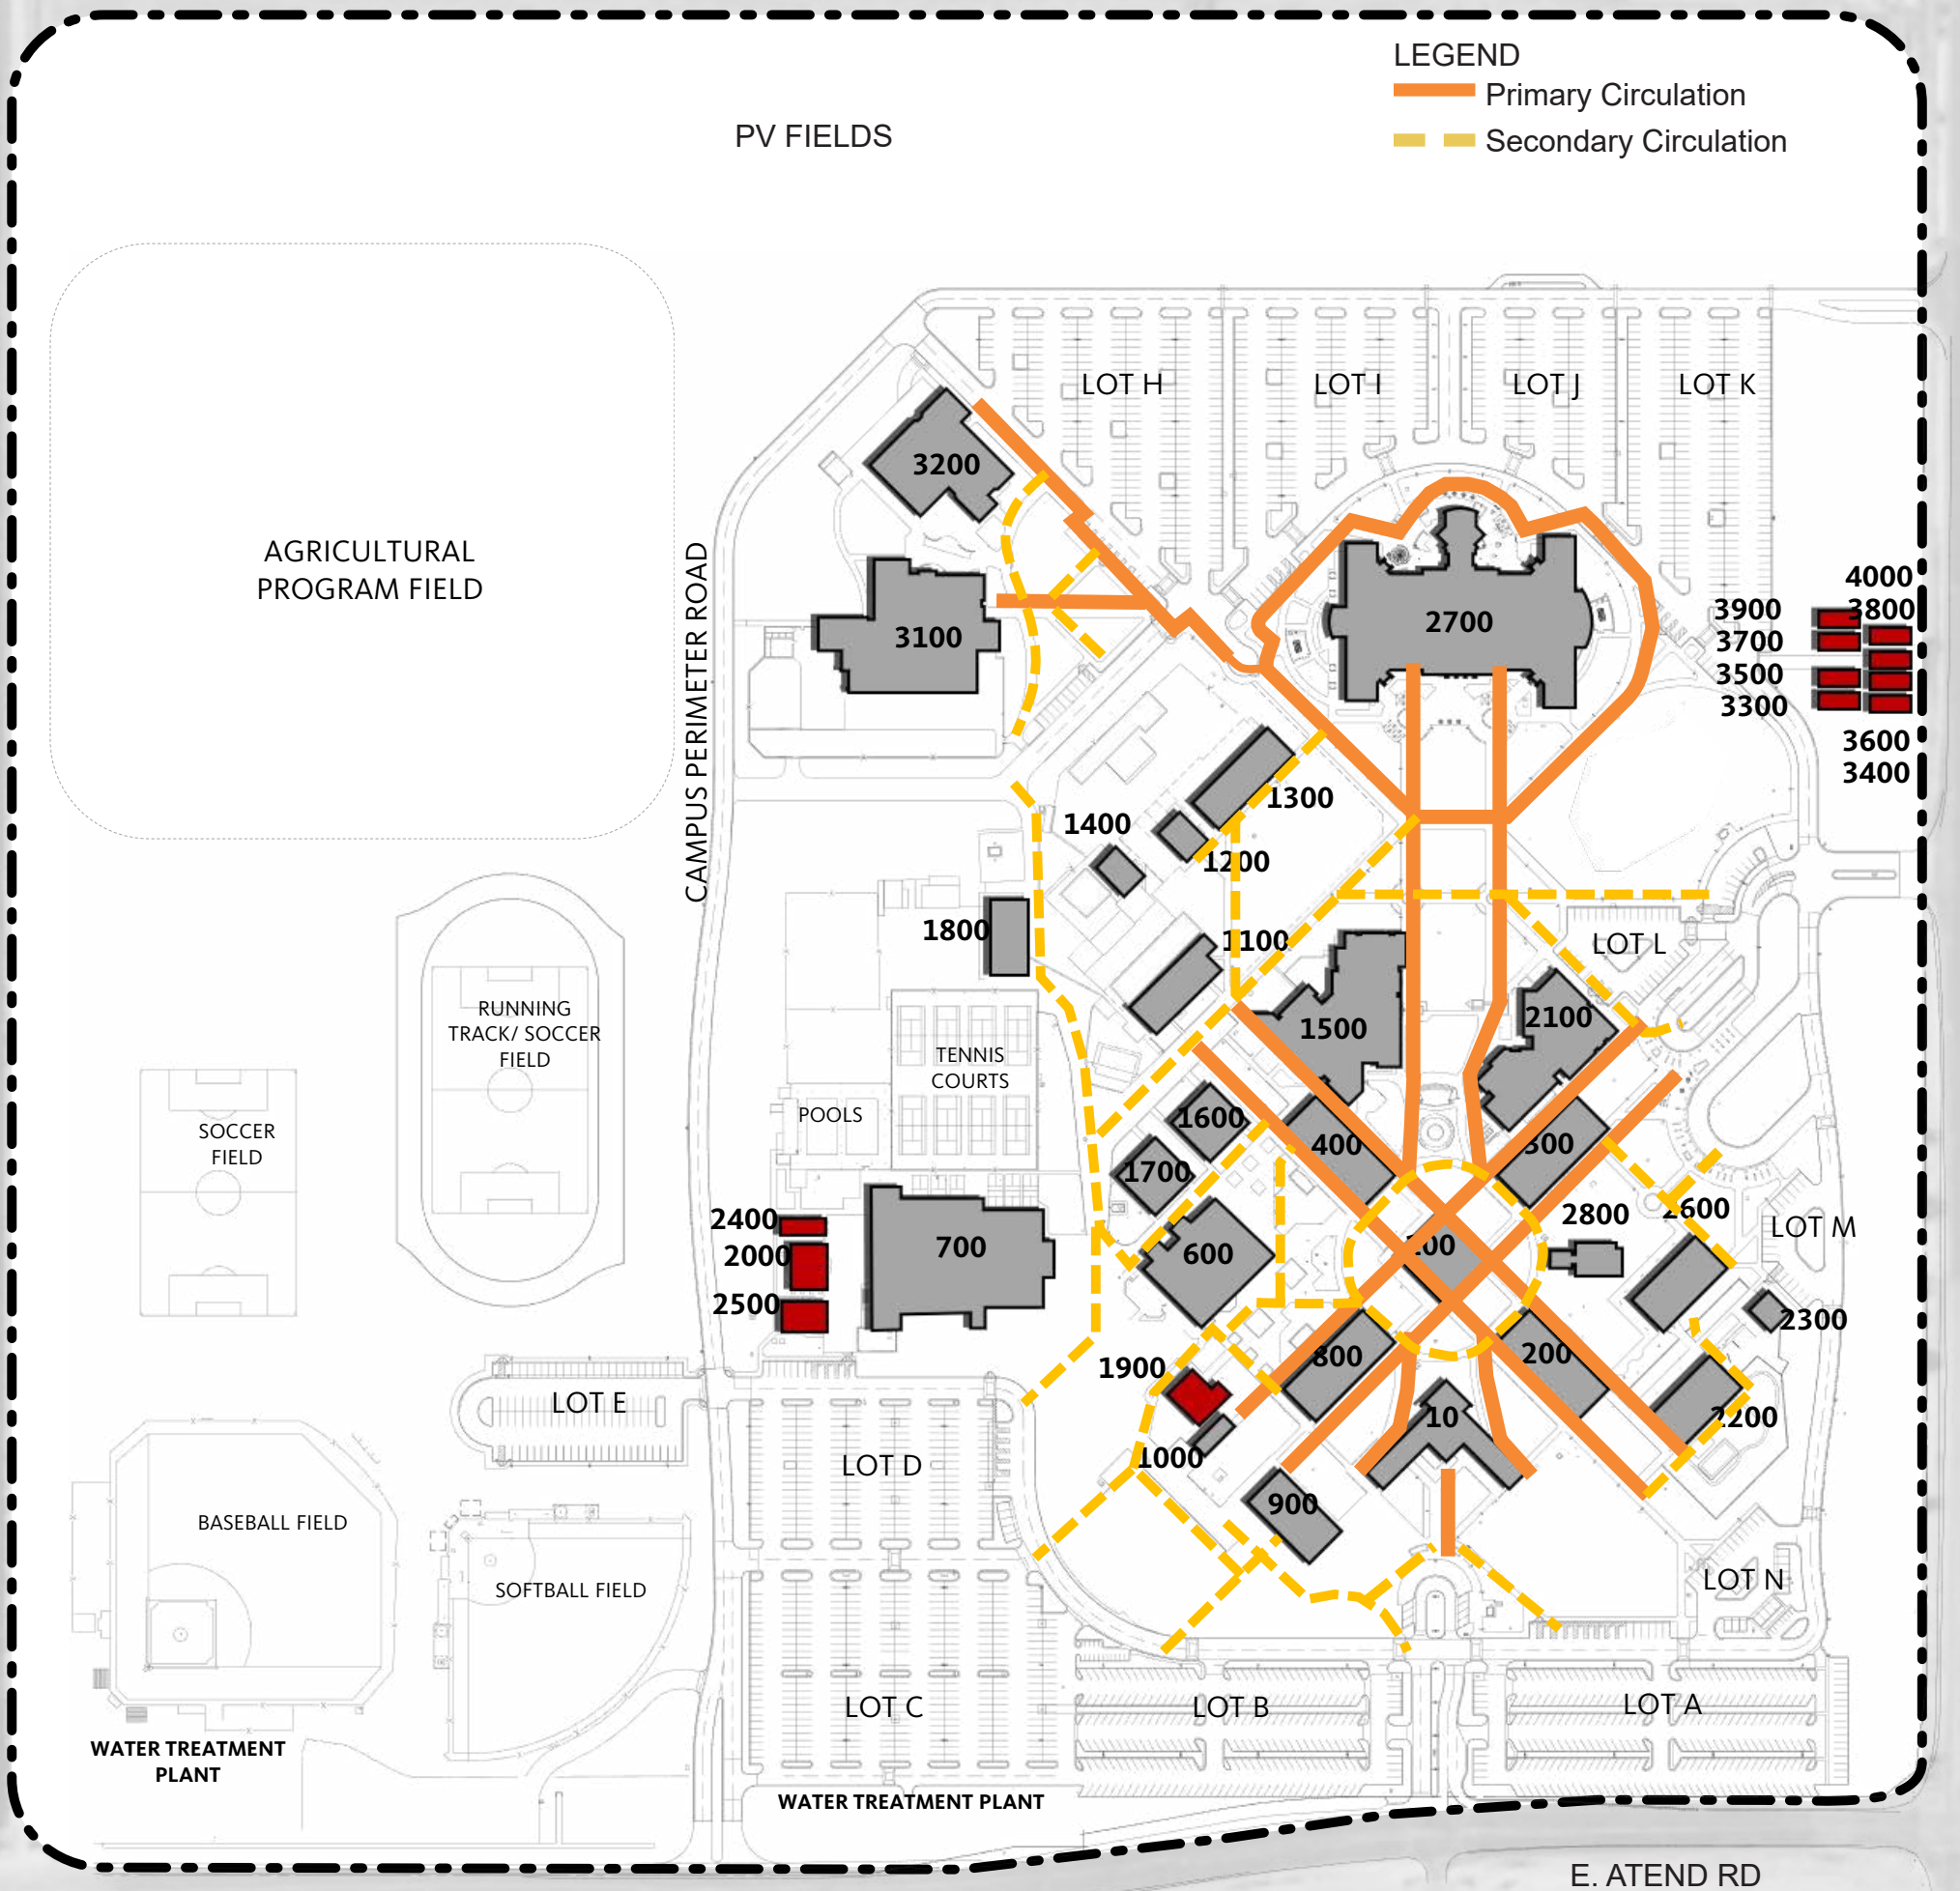 LEGEND
Primary Circulation
Secondary Circulation
PV FIELDS
LOT H
LOT I
LOT J
LOT K
3200
AGRICULTURAL
PROGRAM FIELD
CAMPUS PERIMETER ROAD
3100
2700
4000
3900
3800
3700
3500
3300
3600
3400
1300
1400
1200
1800
1100
LOT L
1500
2100
RUNNING
TRACK/ SOCCER
FIELD
TENNIS
COURTS
POOLS
SOCCER
FIELD
1600
400
300
1700
2400
2000
2500
700
600
100
2800
2600
LOT M
2300
1900
800
200
LOT E
10
2200
1000
LOT D
900
BASEBALL FIELD
SOFTBALL FIELD
LOT N
LOT C
LOT B
LOT A
WATER TREATMENT
PLANT
WATER TREATMENT PLANT
E. ATEND RD